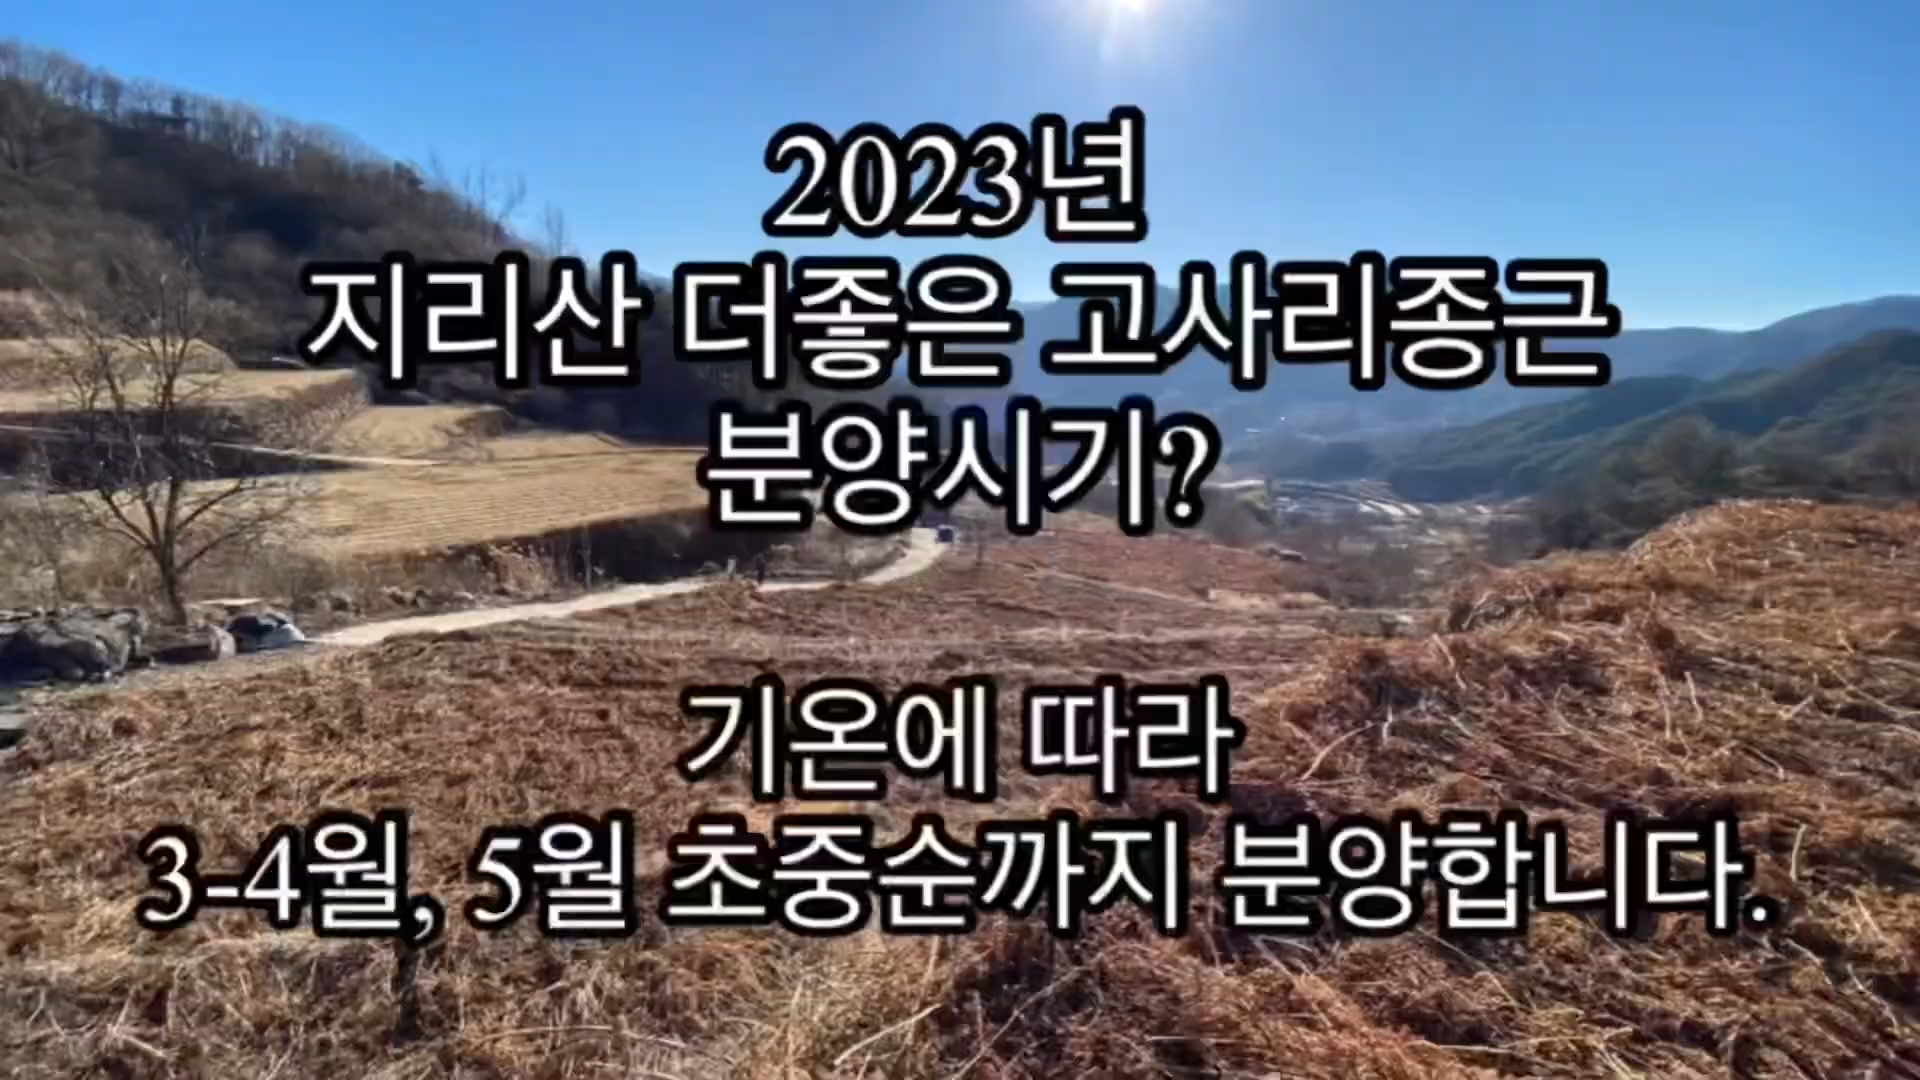 2023년
지리산 더좋은 고사리종근
분양시기?
기온에 따라
3-4월, 5월 초중순까지 분양합니다.